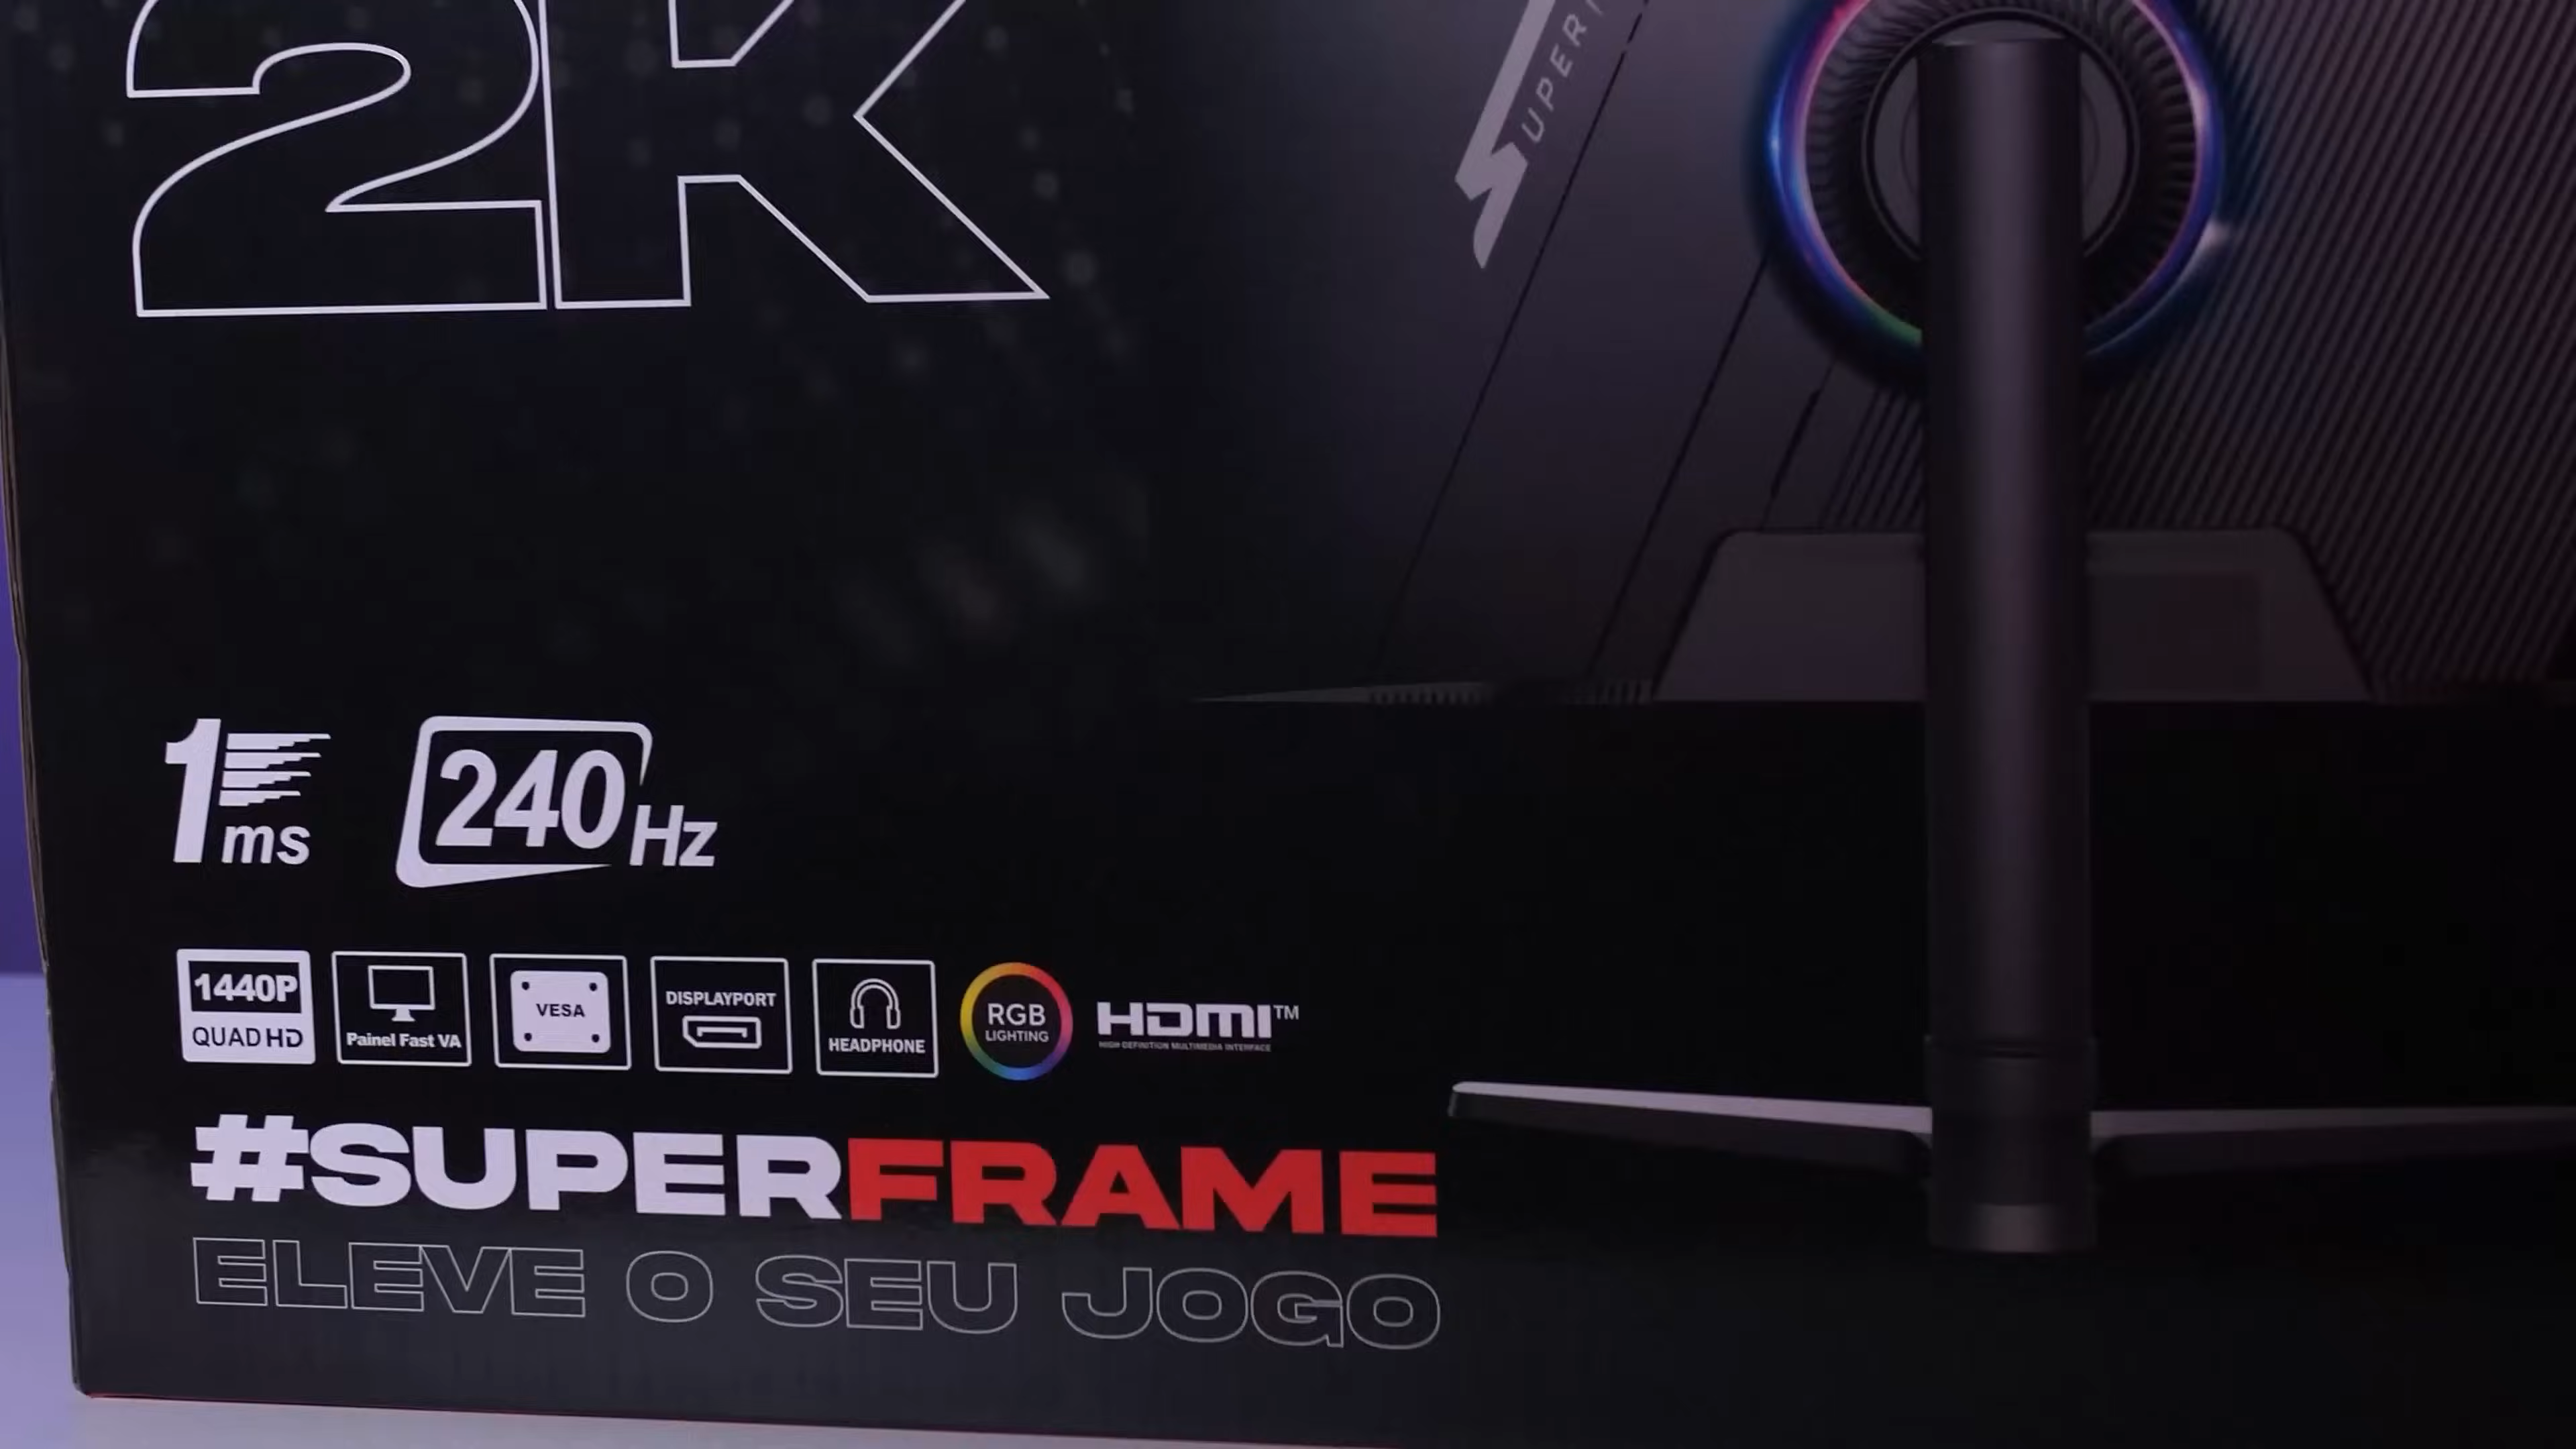 2K
SUPER
1ms
240Hz
1440P
QUAD HD
Painel Fast VA
VESA
DISPLAYPORT
HEADPHONE
RGB
LIGHTING
HDMI™
HIGH-DEFINITION MULTIMEDIA INTERFACE
#SUPERFRAME
ELEVE O SEU JOGO